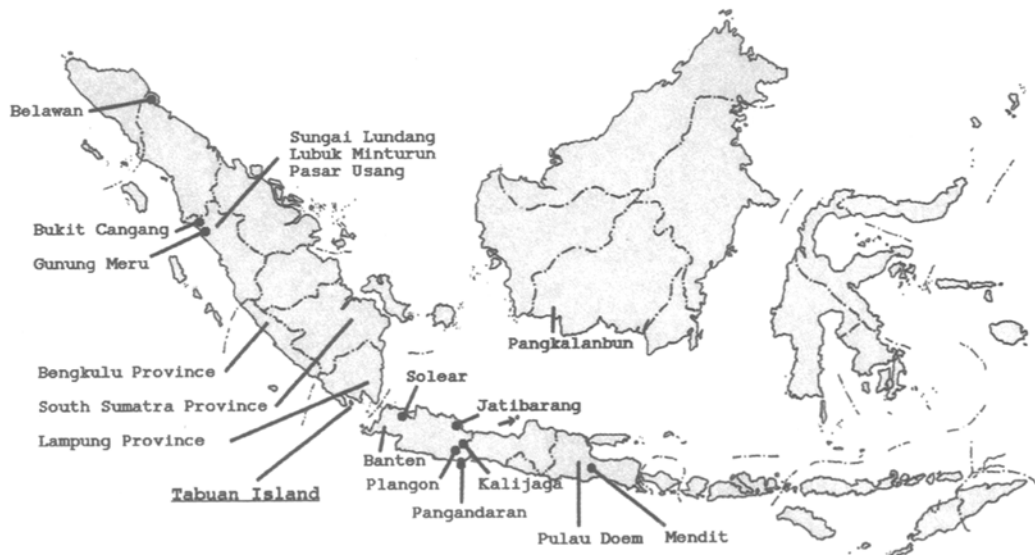 Belawan
Sungai Lundang
Lubuk Minturun
Pasar Usang
Bukit Cangang
Gunung Meru
Pangkalanbun
Bengkulu Province
Solear
South Sumatra Province
Jatibarang
Lampung Province
Banten
Plangon
Kalijaga
Tabuan Island
Pangandaran
Pulau Doem
Mendit